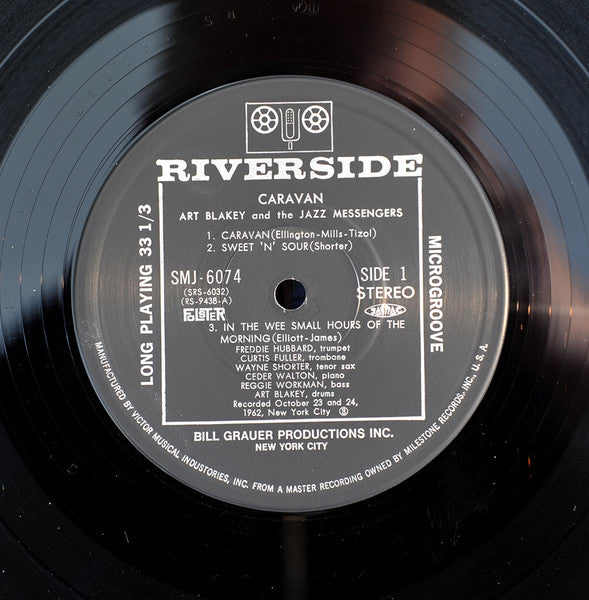 RIVERSIDE
CARAVAN
ART BLAKEY and the JAZZ MESSENGERS
1. CARAVAN(Ellington-Mills-Tizol)
2. SWEET 'N' SOUR(Shorter)
LONG PLAYING 33 1/3
MICROGROOVE
SMJ-6074
(SRS-6032)
(RS-9438-A)
SIDE 1
STEREO
3. IN THE WEE SMALL HOURS OF THE
MORNING(Elliott-James)
FREDDIE HUBBARD, trumpet
CURTIS FULLER, trombone
WAYNE SHORTER, tenor sax
CEDER WALTON, piano
REGGIE WORKMAN, bass
ART BLAKEY, drums
Recorded October 23 and 24,
1962, New York City
BILL GRAUER PRODUCTIONS INC.
NEW YORK CITY
MANUFACTURED BY VICTOR MUSICAL INDUSTORIES, INC. FROM A MASTER RECORDING OWNED BY MILESTONE RECORDS, INC., U. S. A.